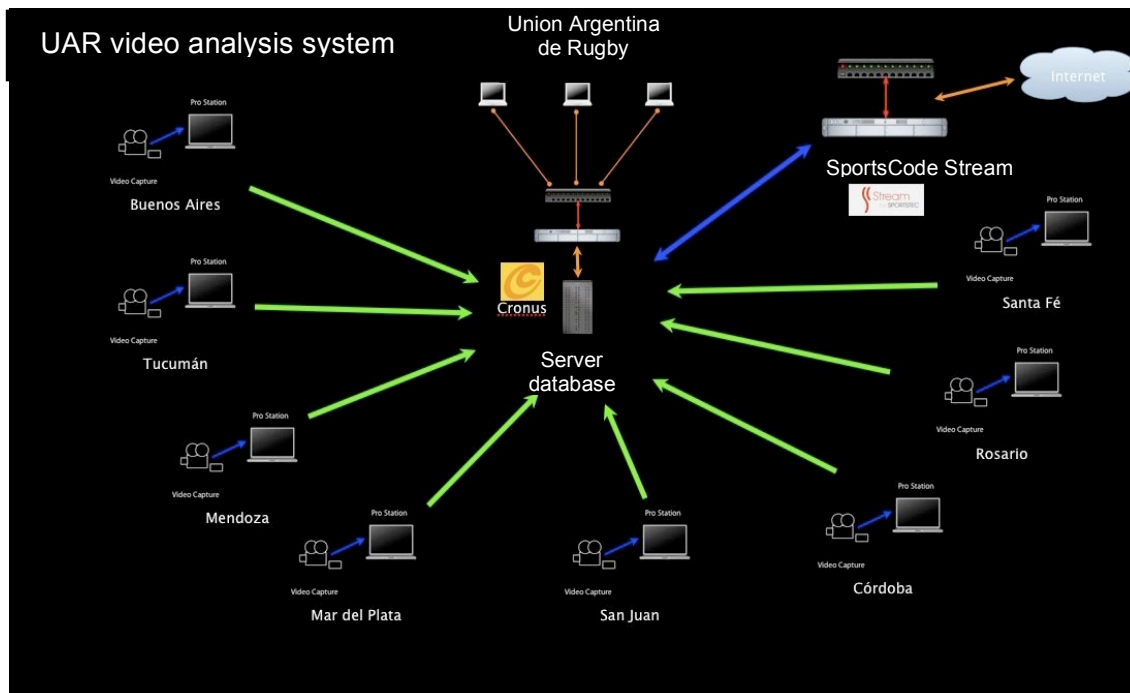 UAR video analysis system
Union Argentina
de Rugby
Internet
SportsCode Stream
Stream
BY SPORTSTEC
Pro Station
Video Capture
Buenos Aires
Pro Station
Video Capture
Tucumán
Pro Station
Video Capture
Mendoza
Pro Station
Video Capture
Mar del Plata
Pro Station
Video Capture
San Juan
Pro Station
Video Capture
Córdoba
Pro Station
Video Capture
Rosario
Pro Station
Video Capture
Santa Fé
Cronus
Server
database